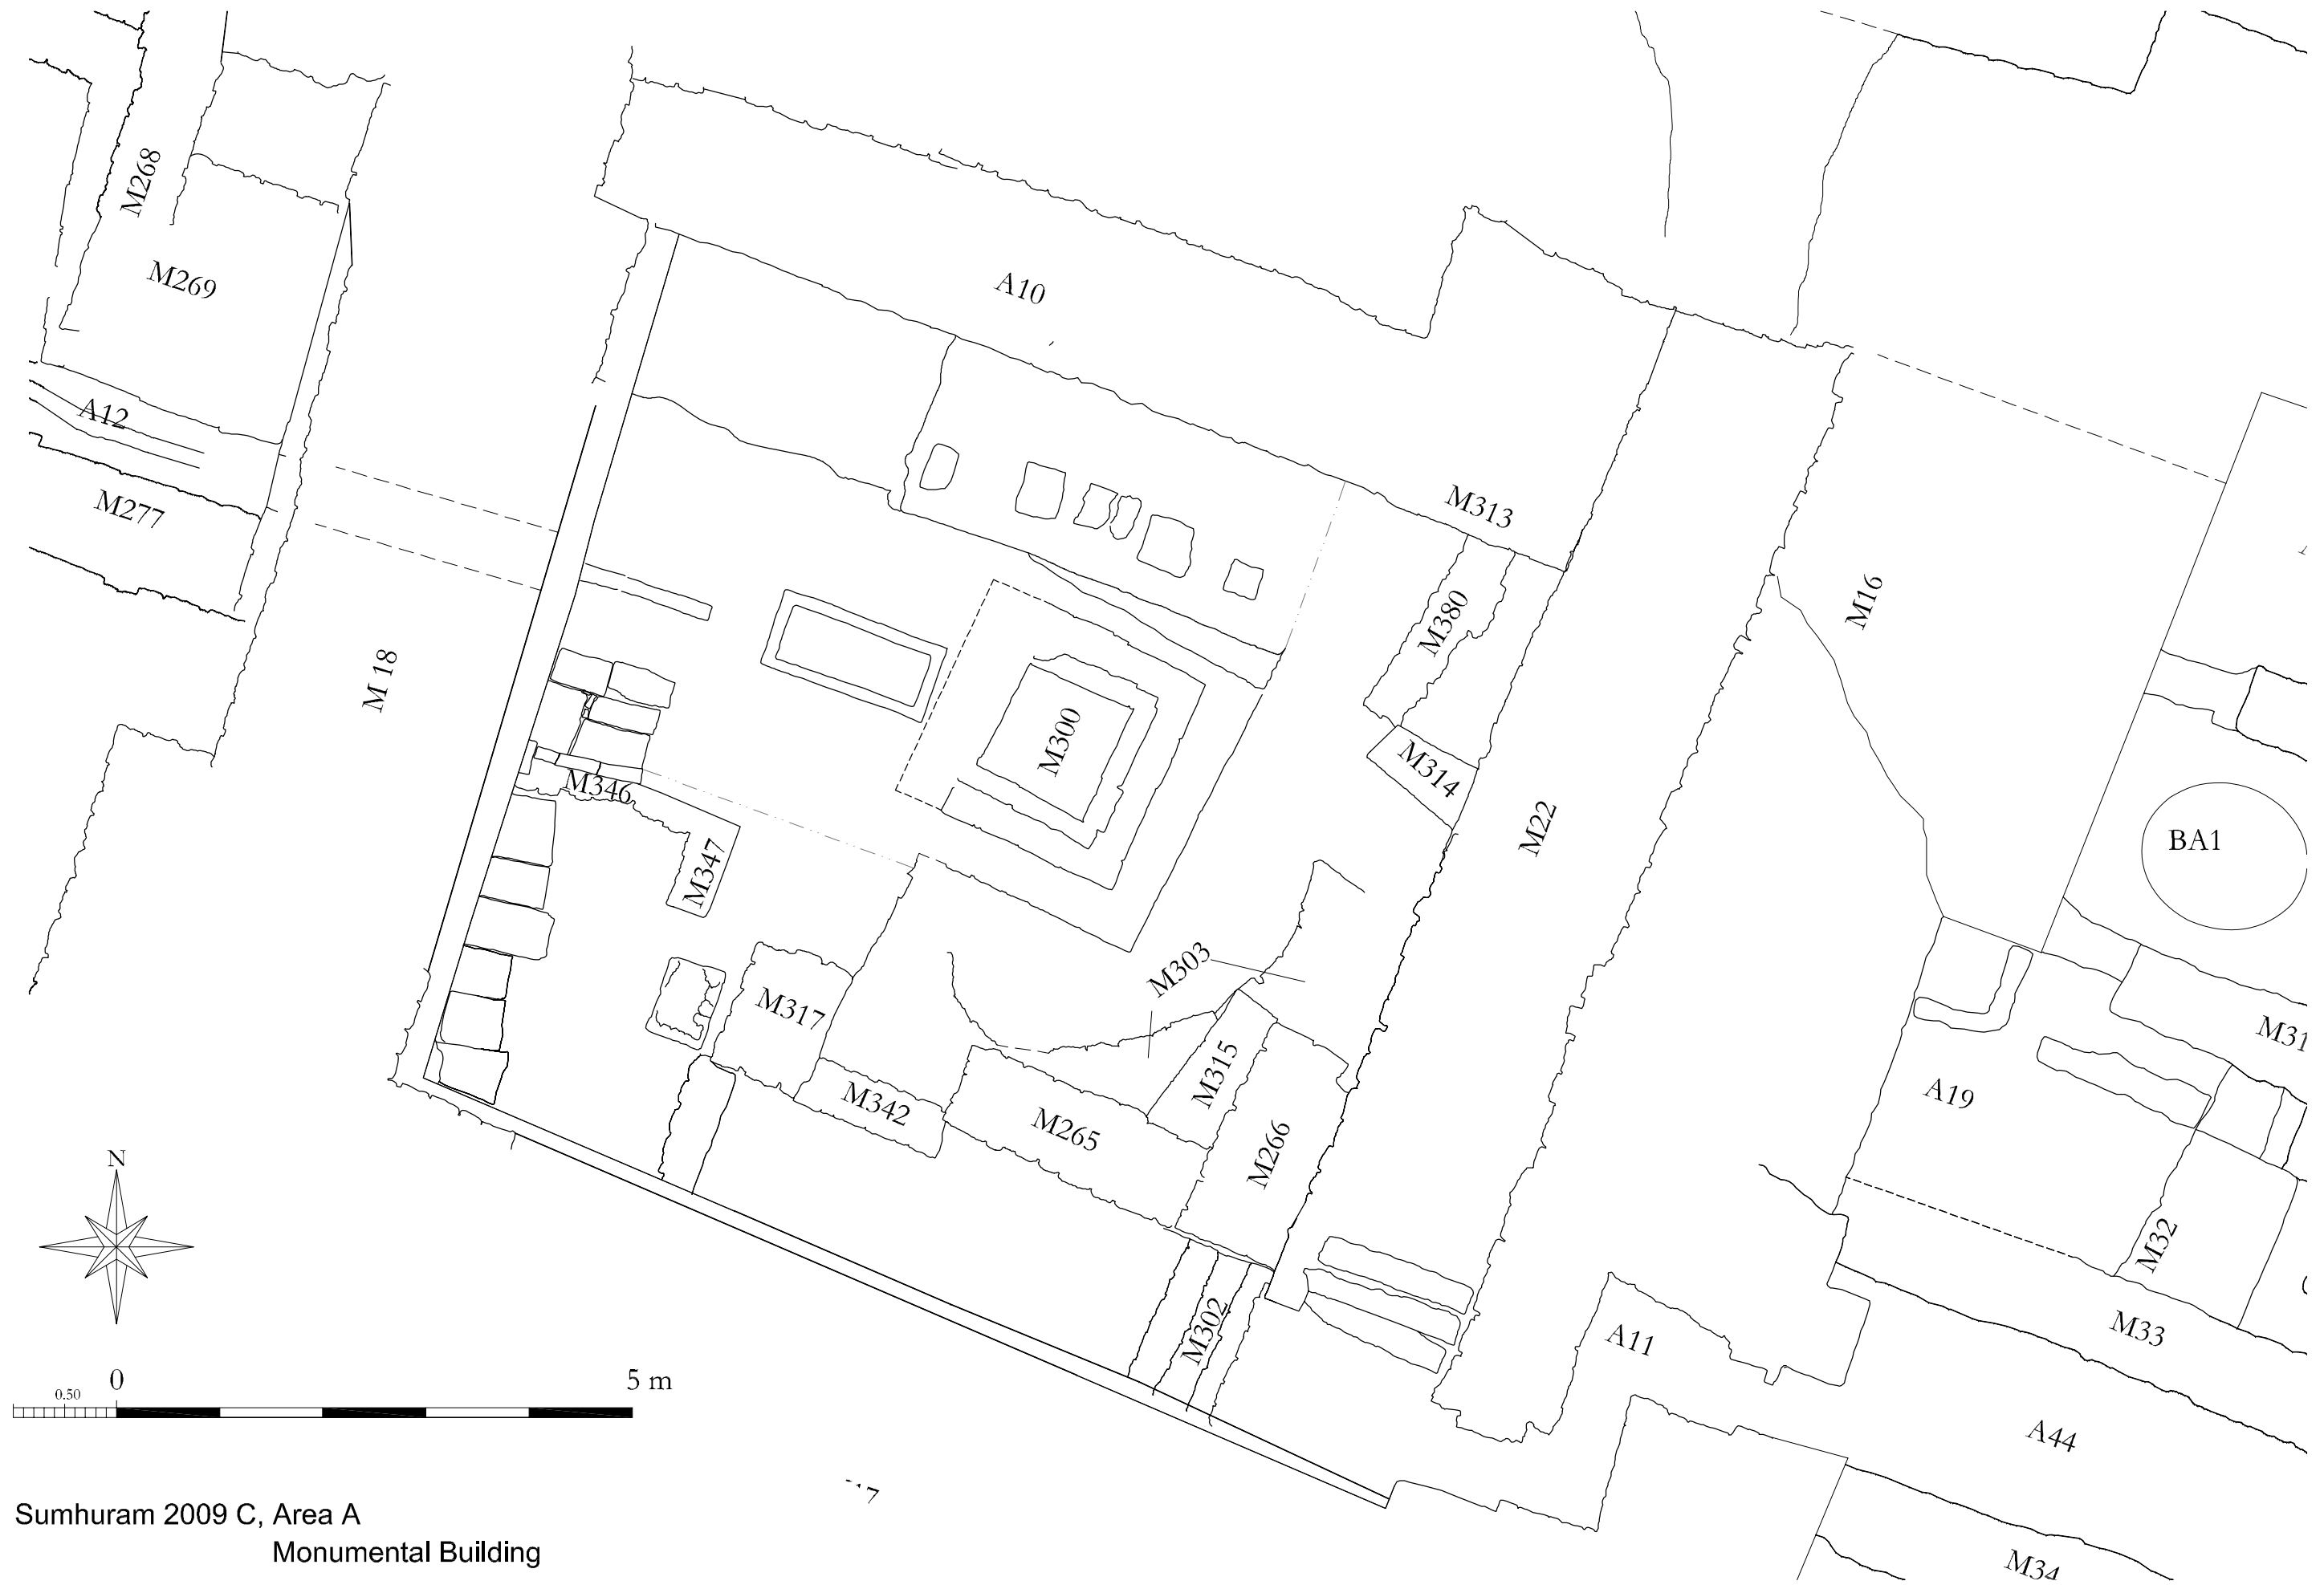 M268
M269
A10
A12
M277
M313
M380
M16
M 18
M300
M314
M346
M22
BA1
M347
M303
M317
M315
M31
A19
M342
M265
M266
N
M32
M302
A11
M33
0
5 m
0.50
A44
Sumhuram 2009 C, Area A
Monumental Building
M34